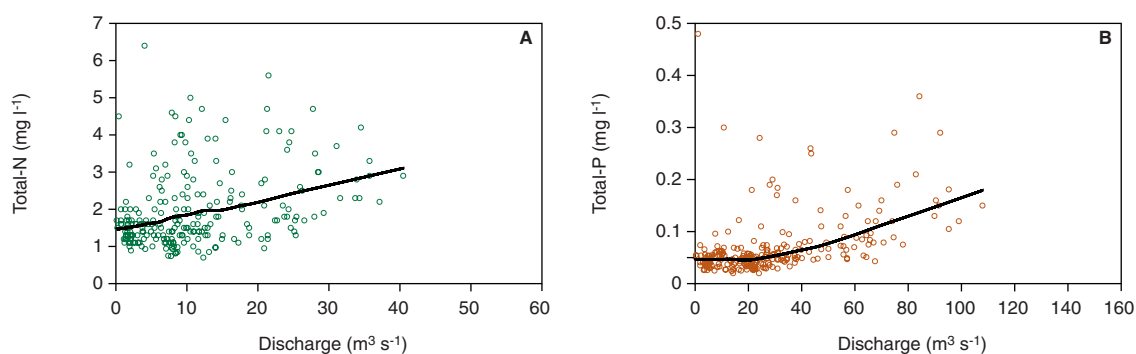 A
Total-N (mg l⁻¹)
7
6
5
4
3
2
1
0
0 10 20 30 40 50 60
Discharge (m³ s⁻¹)
B
Total-P (mg l⁻¹)
0.5
0.4
0.3
0.2
0.1
0
0 20 40 60 80 100 120 140 160
Discharge (m³ s⁻¹)